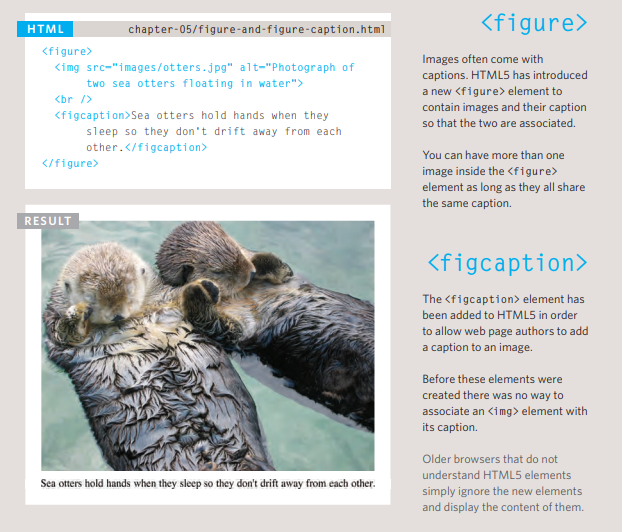 HTML chapter-05/figure-and-figure-caption.html
<figure>
<img src="images/otters.jpg" alt="Photograph of
two sea otters floating in water">
<br />
<figcaption>Sea otters hold hands when they
sleep so they don't drift away from each
other.</figcaption>
</figure>
RESULT
Sea otters hold hands when they sleep so they don't drift away from each other.
<figure>
Images often come with
captions. HTML5 has introduced
a new <figure> element to
contain images and their caption
so that the two are associated.
You can have more than one
image inside the <figure>
element as long as they all share
the same caption.
<figcaption>
The <figcaption> element has
been added to HTML5 in order
to allow web page authors to add
a caption to an image.
Before these elements were
created there was no way to
associate an <img> element with
its caption.
Older browsers that do not
understand HTML5 elements
simply ignore the new elements
and display the content of them.